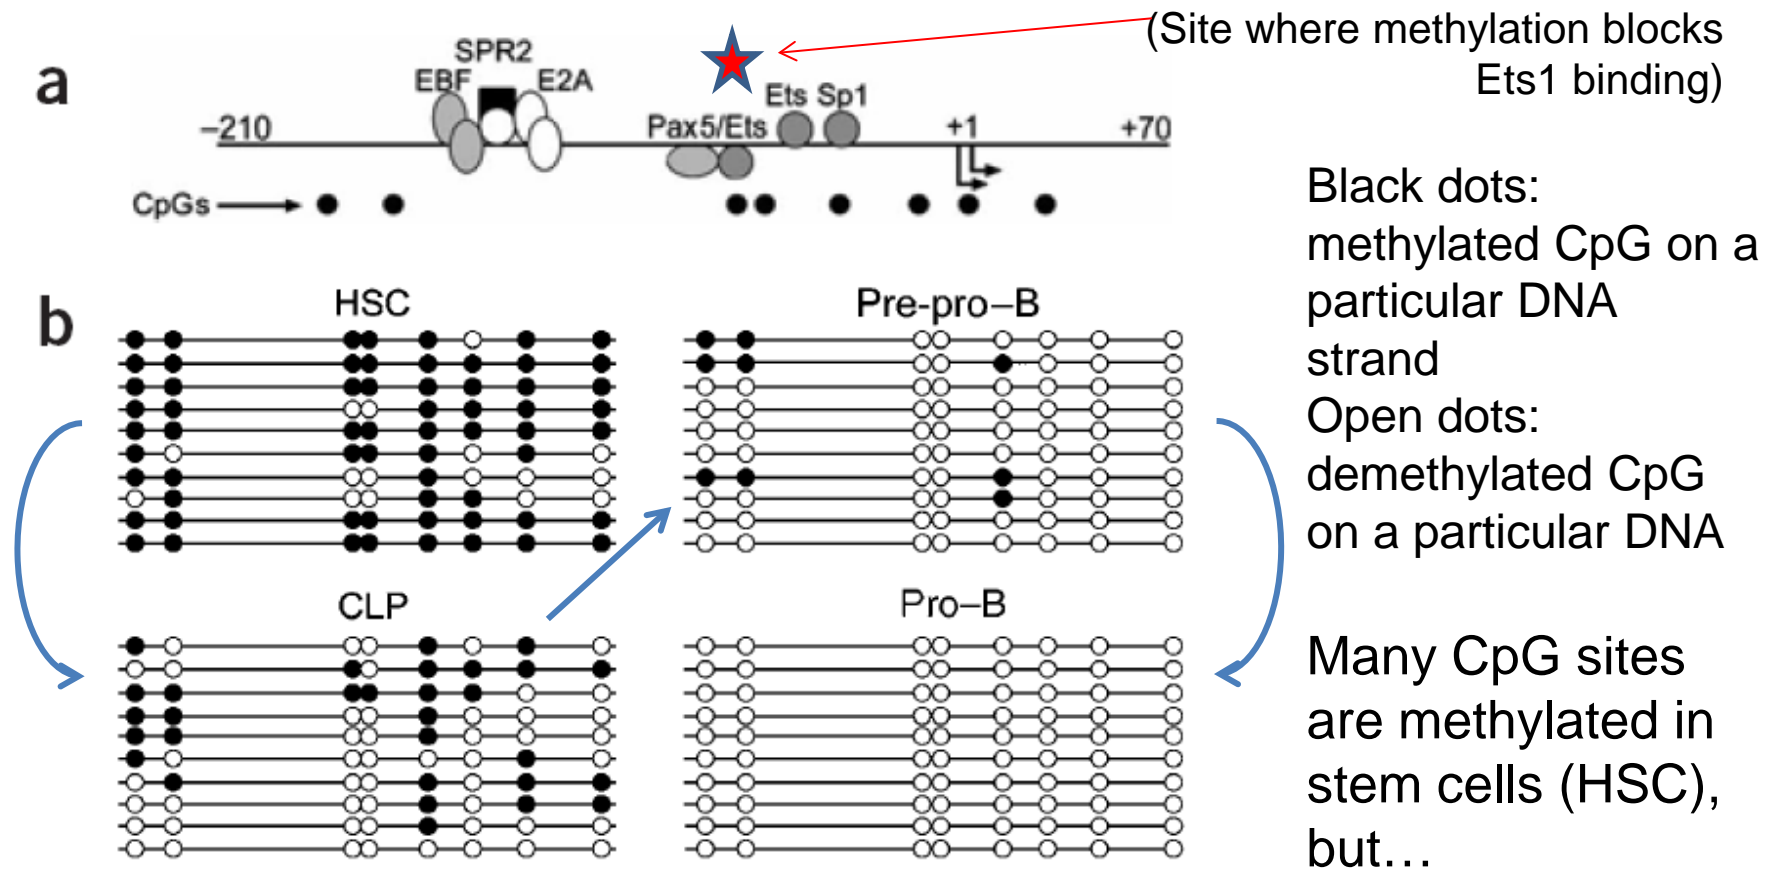 (Site where methylation blocks
Ets1 binding)
a
SPR2
EBF
E2A
Ets Sp1
Pax5/Ets
–210
+1
+70
CpGs
Black dots:
methylated CpG on a
particular DNA
strand
Open dots:
demethylated CpG
on a particular DNA
b
HSC
Pre-pro–B
CLP
Pro–B
Many CpG sites
are methylated in
stem cells (HSC),
but…